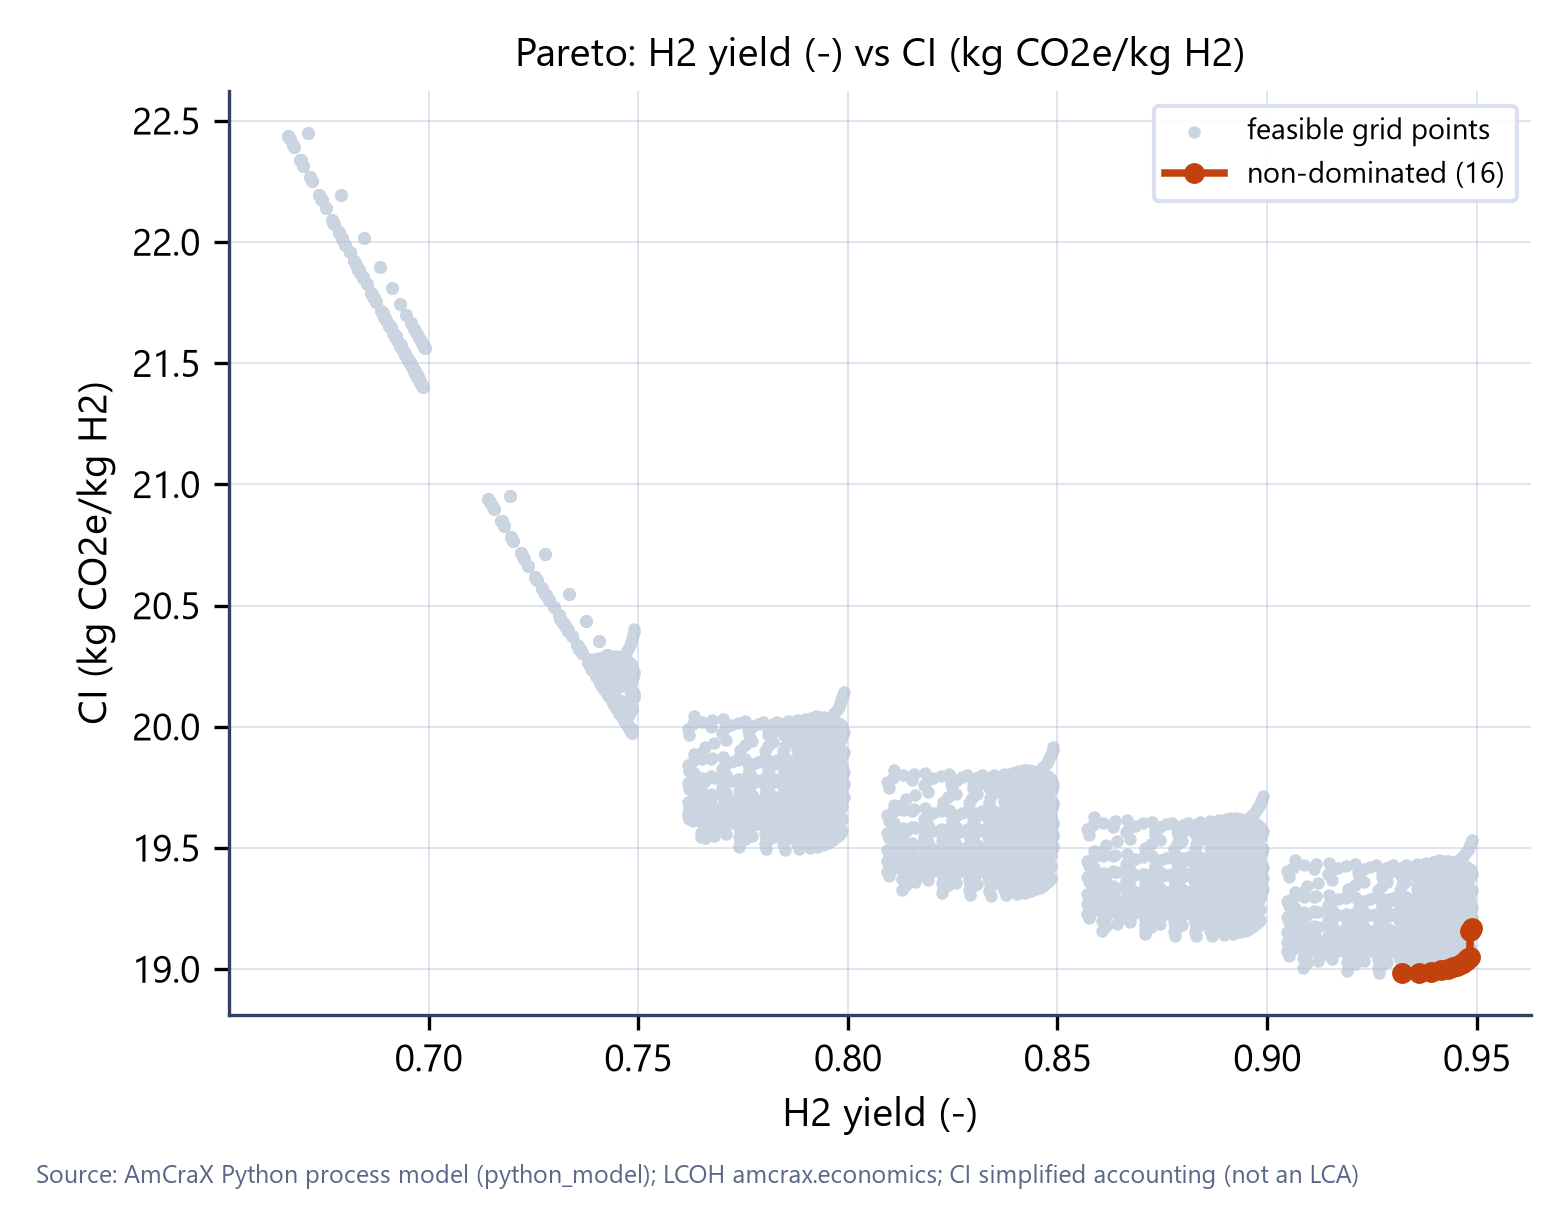 Pareto: H2 yield (-) vs CI (kg CO2e/kg H2)
feasible grid points
non-dominated (16)
CI (kg CO2e/kg H2)
22.5
22.0
21.5
21.0
20.5
20.0
19.5
19.0
0.70 0.75 0.80 0.85 0.90 0.95
H2 yield (-)
Source: AmCraX Python process model (python_model); LCOH amcrax.economics; CI simplified accounting (not an LCA)